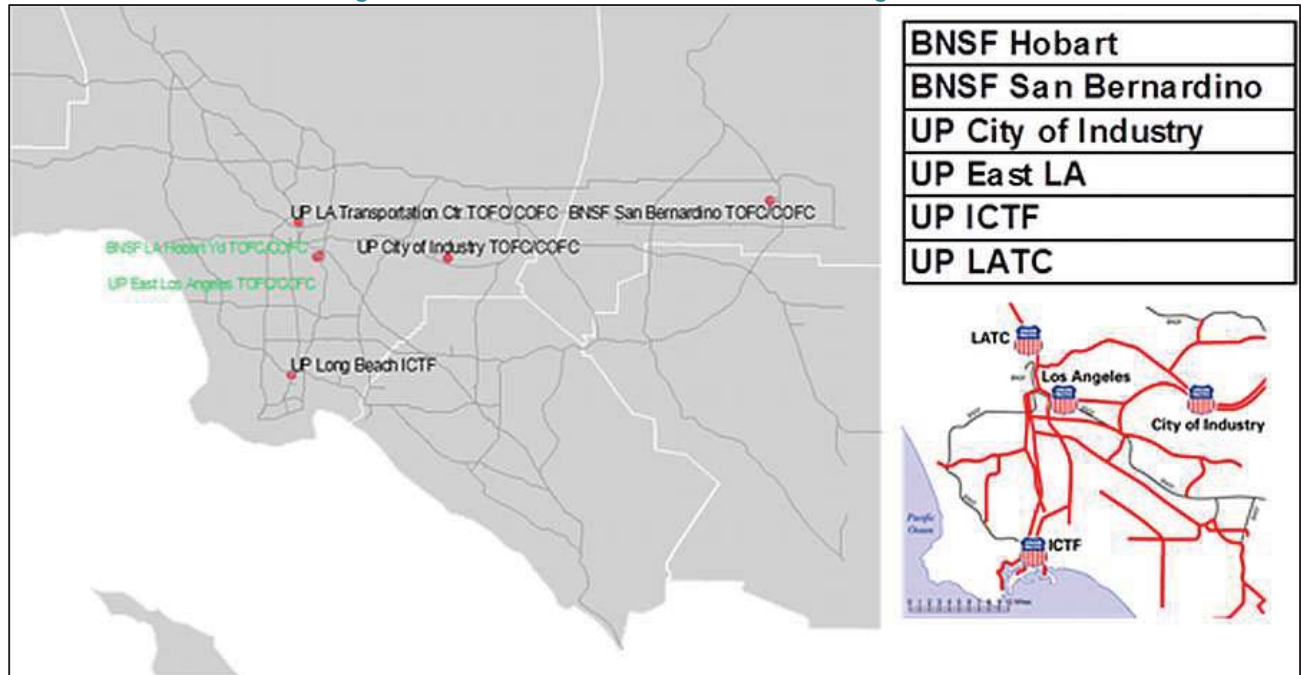 UP LA Transportation Ctr TOFC/COFC
BNSF San Bernardino TOFC/COFC
BNSF LA Hobart Yd TOFC/COFC
UP City of Industry TOFC/COFC
UP East Los Angeles TOFC/COFC
UP Long Beach ICTF
BNSF Hobart
BNSF San Bernardino
UP City of Industry
UP East LA
UP ICTF
UP LATC
LATC
Los Angeles
City of Industry
Pacific
Ocean
ICTF